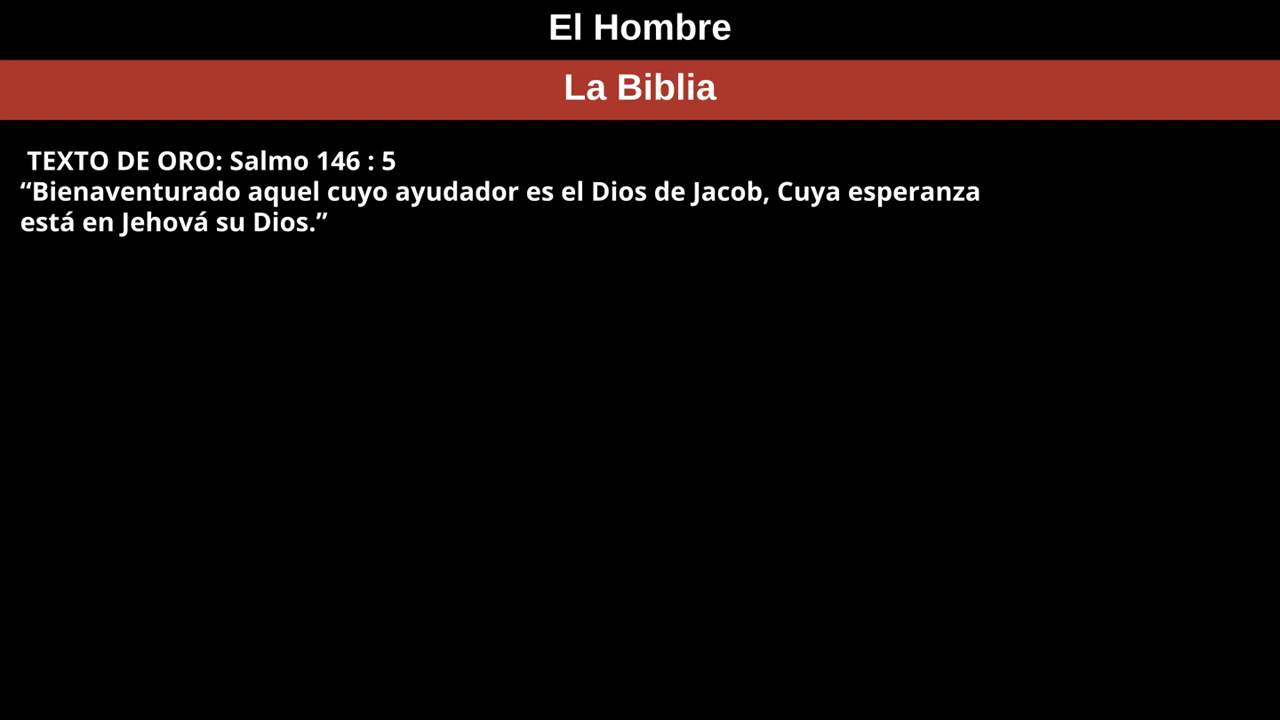 El Hombre
La Biblia
TEXTO DE ORO: Salmo 146 : 5
“Bienaventurado aquel cuyo ayudador es el Dios de Jacob, Cuya esperanza
está en Jehová su Dios.”